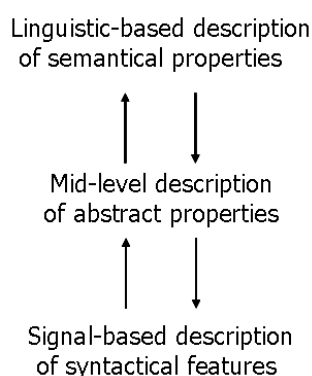 Linguistic-based description
of semantical properties
Mid-level description
of abstract properties
Signal-based description
of syntactical features